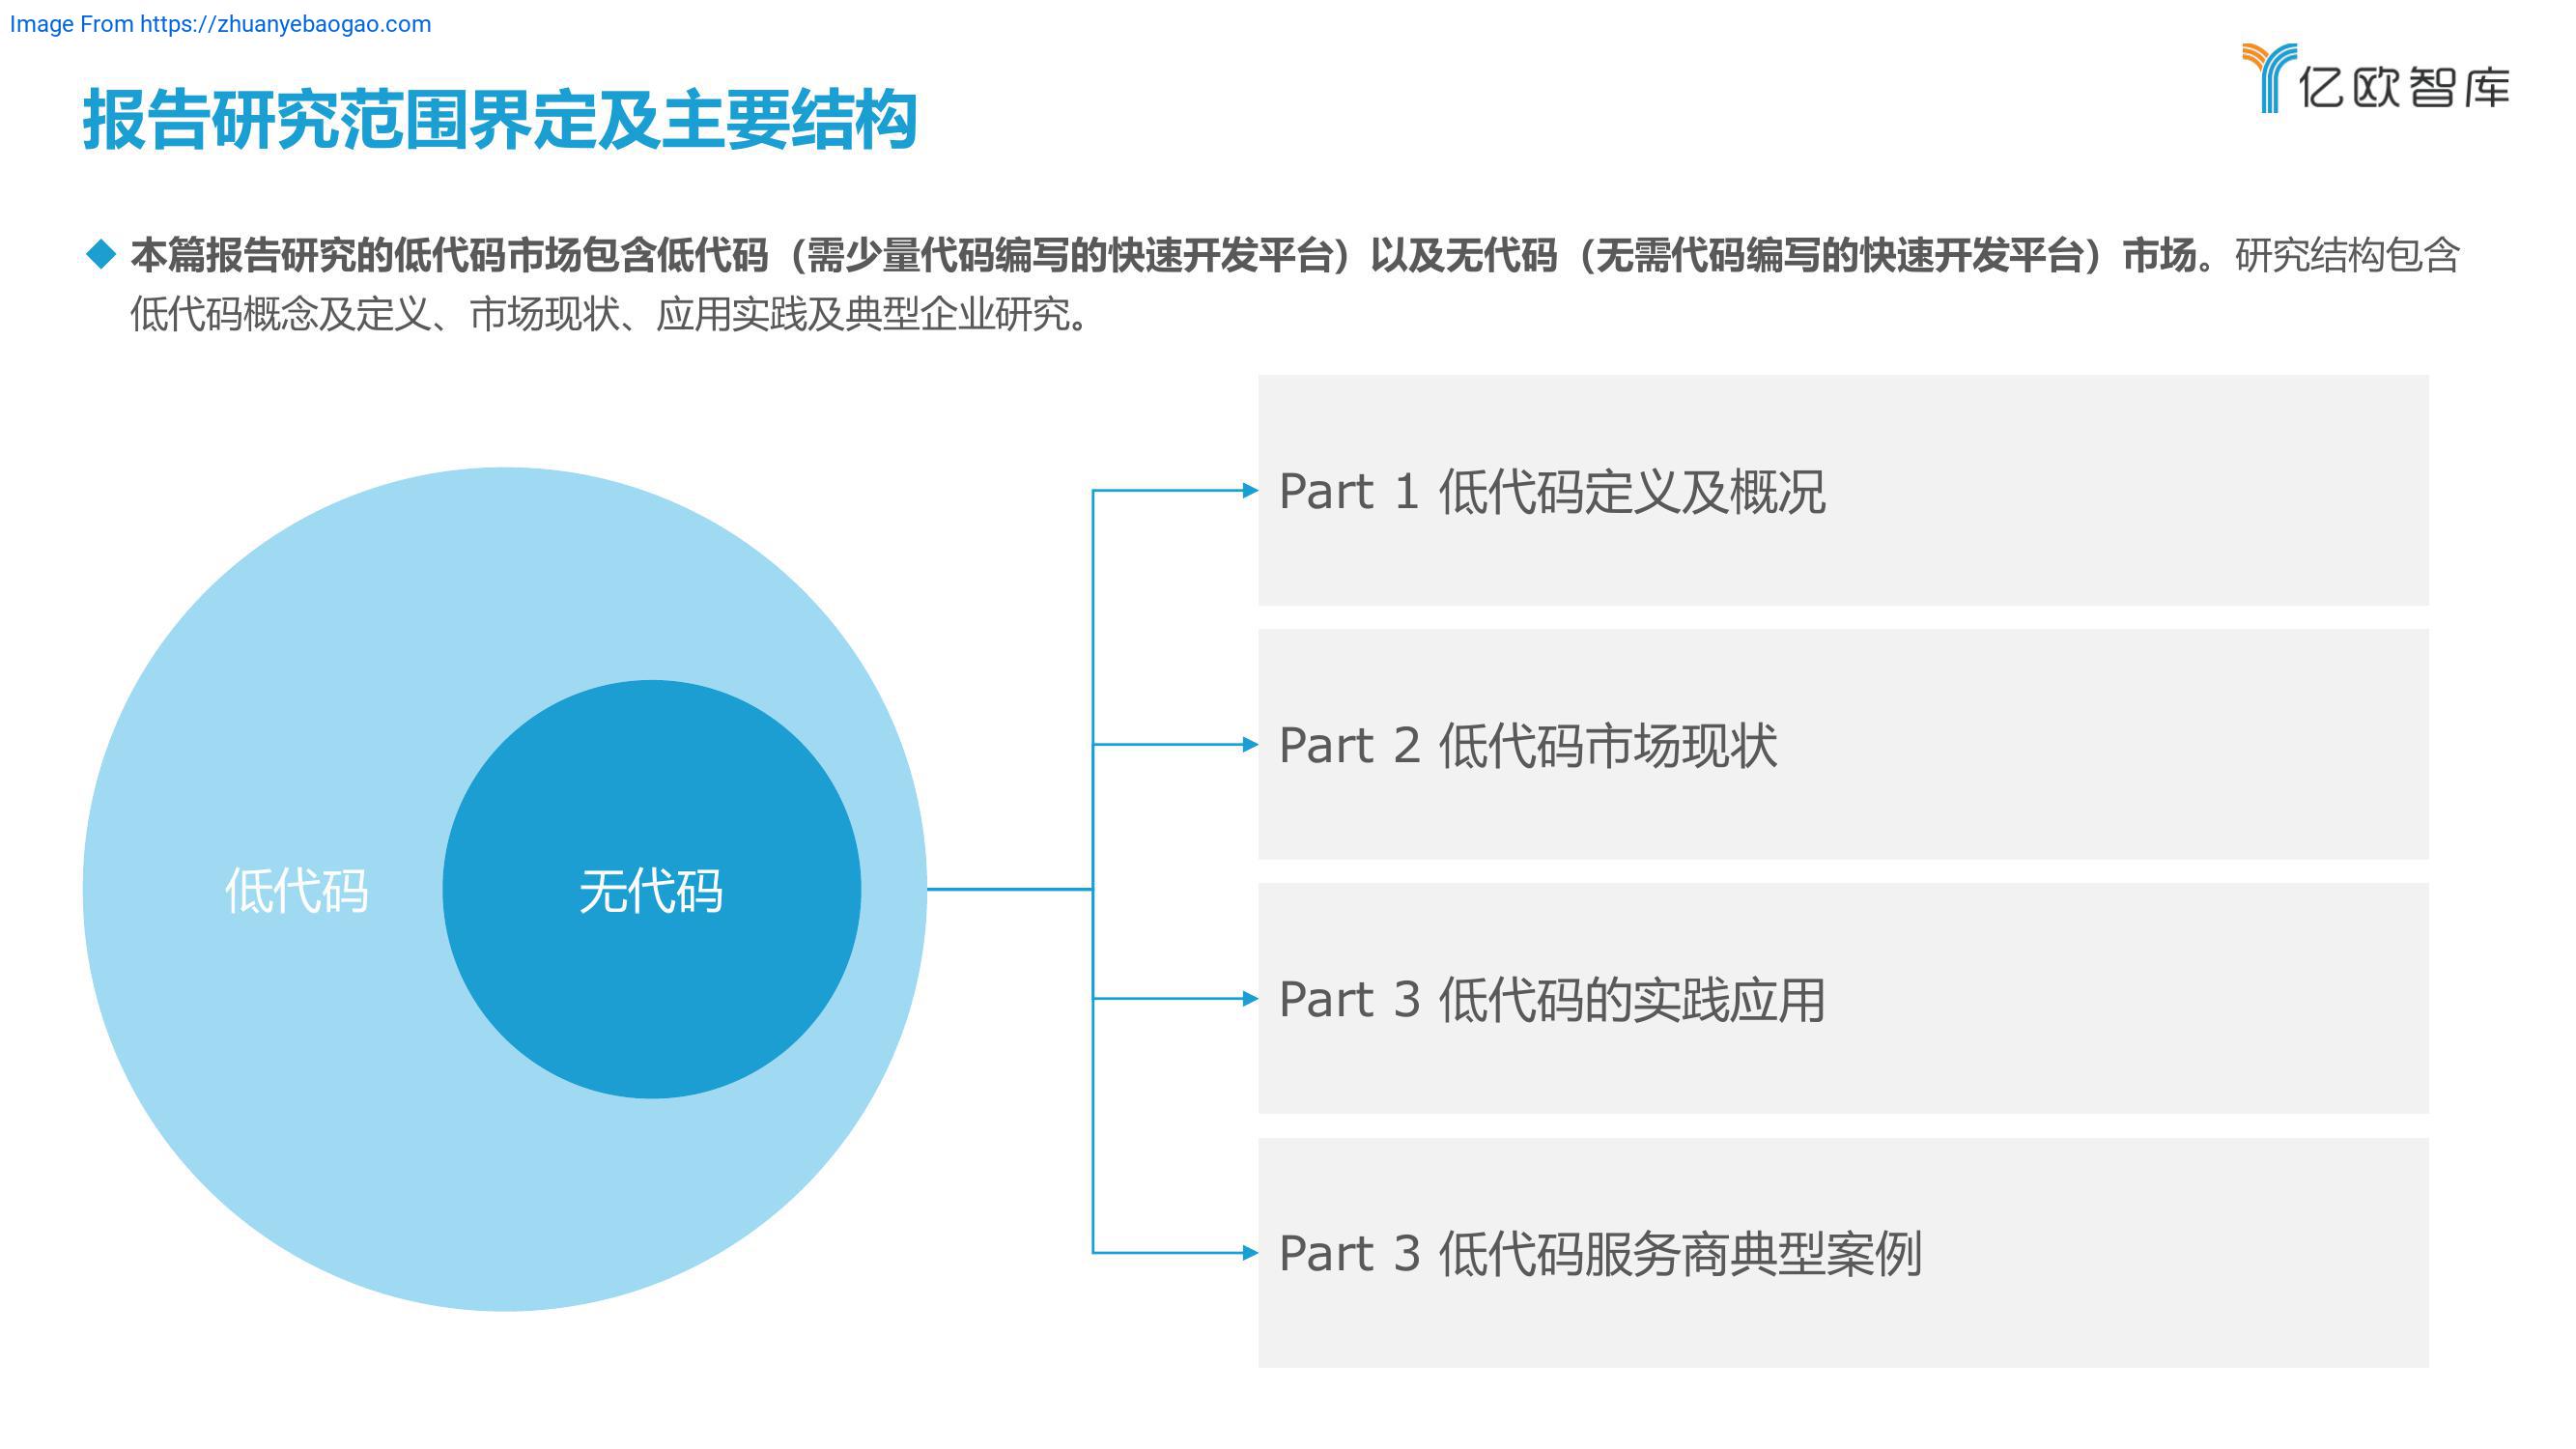 Image From https://zhuanyebaogao.com
亿欧智库
报告研究范围界定及主要结构
本篇报告研究的低代码市场包含低代码（需少量代码编写的快速开发平台）以及无代码（无需代码编写的快速开发平台）市场。研究结构包含
低代码概念及定义、市场现状、应用实践及典型企业研究。
低代码
无代码
Part 1 低代码定义及概况
Part 2 低代码市场现状
Part 3 低代码的实践应用
Part 3 低代码服务商典型案例